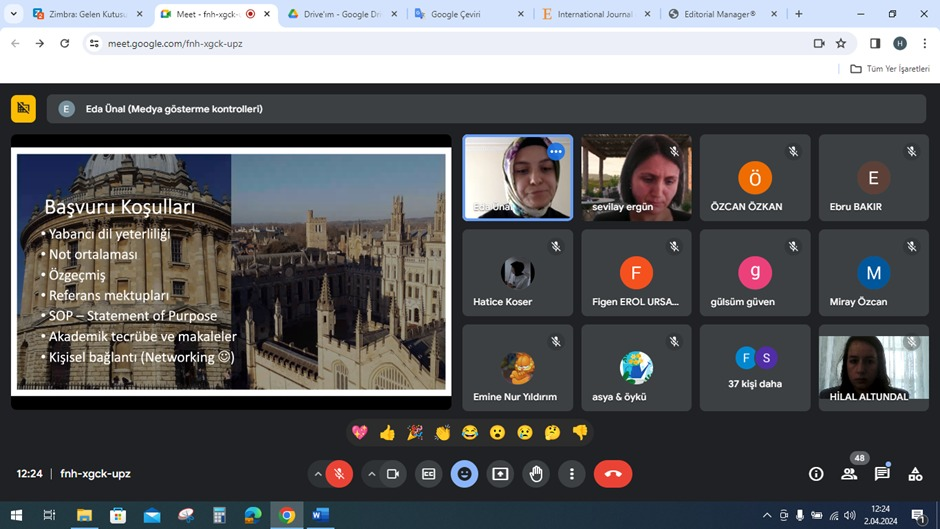 Zimbra: Gelen Kutusu
Meet - fnh-xgck-
Drive'ım - Google Dri
Google Çeviri
International Journal
Editorial Manager®
meet.google.com/fnh-xgck-upz
H
Tüm Yer İşaretleri
E
Eda Ünal (Medya gösterme kontrolleri)
Başvuru Koşulları
• Yabancı dil yeterliliği
• Not ortalaması
• Özgeçmiş
• Referans mektupları
• SOP – Statement of Purpose
• Akademik tecrübe ve makaleler
• Kişisel bağlantı (Networking ☺)
Eda Ünal
sevilay ergün
Ö
ÖZCAN ÖZKAN
E
Ebru BAKIR
Hatice Koser
F
Figen EROL URSA...
g
gülsüm güven
M
Miray Özcan
Emine Nur Yıldırım
asya & öykü
F S
37 kişi daha
HİLAL ALTUNDAL
12:24 | fnh-xgck-upz
48
12:24
2.04.2024
1